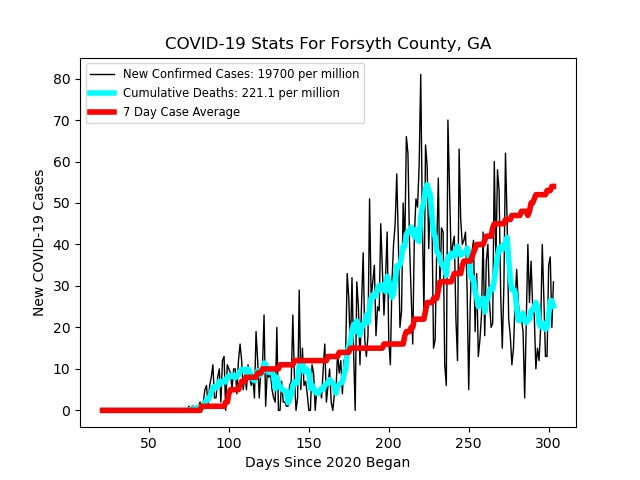 COVID-19 Stats For Forsyth County, GA
New Confirmed Cases: 19700 per million
Cumulative Deaths: 221.1 per million
7 Day Case Average
New COVID-19 Cases
80
70
60
50
40
30
20
10
0
50 100 150 200 250 300
Days Since 2020 Began